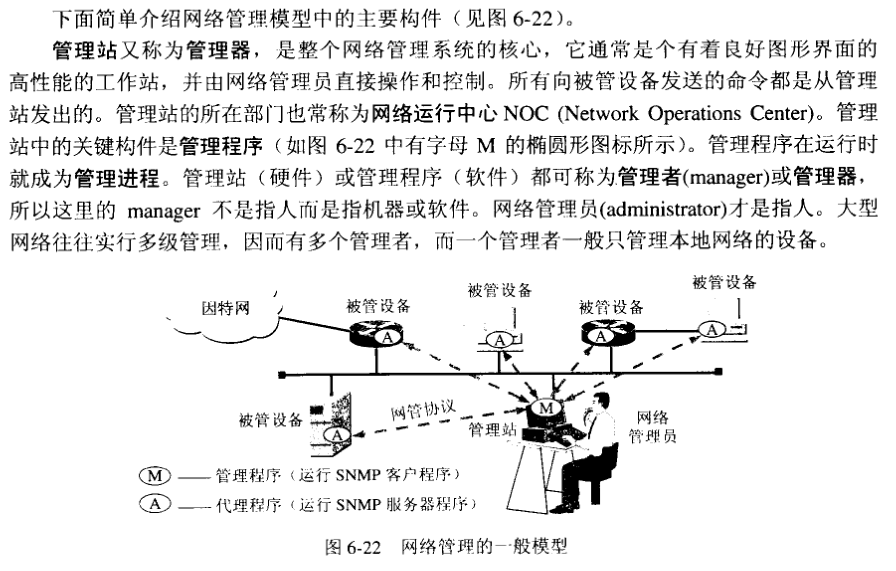 下面简单介绍网络管理模型中的主要构件（见图 6-22）。
管理站又称为管理器，是整个网络管理系统的核心，它通常是个有着良好图形界面的
高性能的工作站，并由网络管理员直接操作和控制。所有向被管设备发送的命令都是从管理
站发出的。管理站的所在部门也常称为网络运行中心 NOC (Network Operations Center)。管理
站中的关键构件是管理程序（如图 6-22 中有字母 M 的椭圆形图标所示）。管理程序在运行时
就成为管理进程。管理站（硬件）或管理程序（软件）都可称为管理者(manager)或管理器，
所以这里的 manager 不是指人而是指机器或软件。网络管理员(administrator)才是指人。大型
网络往往实行多级管理，因而有多个管理者，而一个管理者一般只管理本地网络的设备。
因特网
被管设备
A
被管设备
A
被管设备
A
被管设备
A
被管设备
A
网管协议
M
管理站
网络
管理员
M —— 管理程序（运行 SNMP 客户程序）
A —— 代理程序（运行 SNMP 服务器程序）
图 6-22 网络管理的一般模型